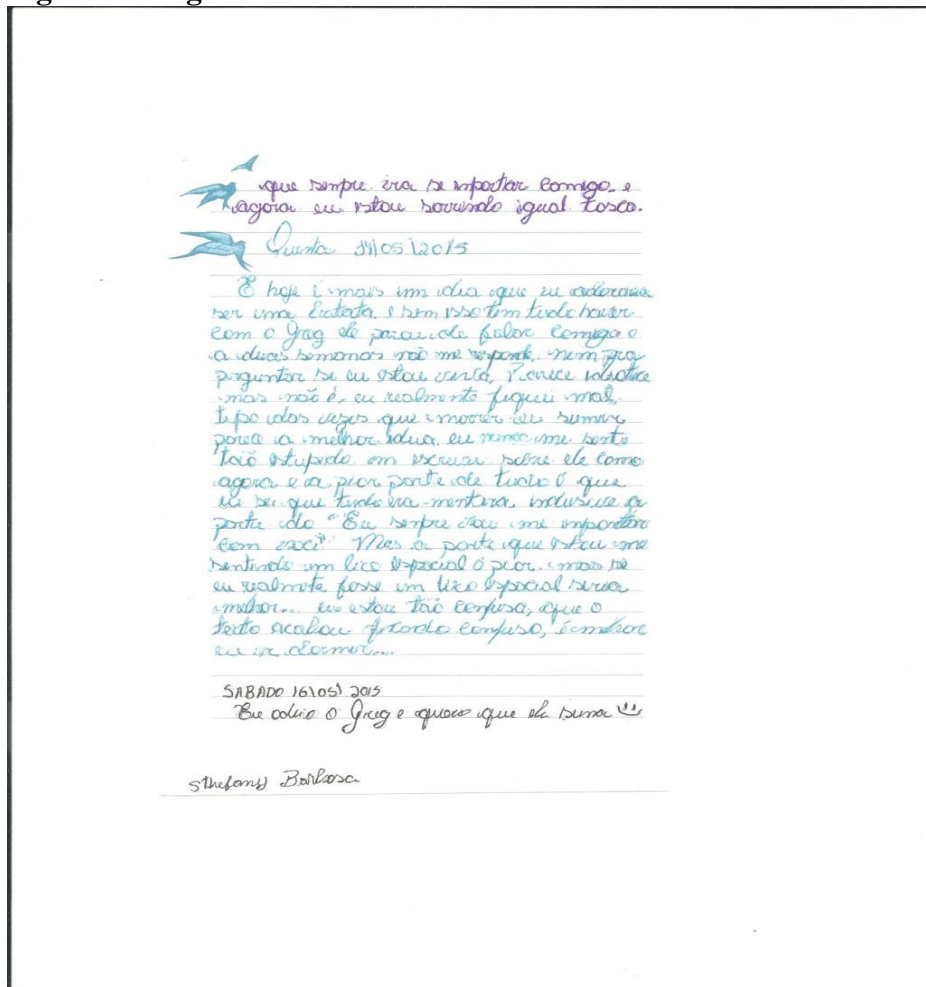 que sempre ira se importar comigo, e
agora eu estou sorrindo igual tosca.
Quinta 14\05\2015
E hoje é mais um dia que eu adoraria
ser uma batata, e sem isso tem tudo haver
com o Greg ele parou de falar comigo e
a duas semanas não me responde, nem pra
perguntar se eu estou viva, Parece idiotice
mas não é, eu realmente fiquei mal,
tipo das vezes que morrer ou sumir
parece a melhor ideia, eu nunca me senti
tão estupida em escrever sobre ele como
agora e a pior parte de tudo é que
eu sei que tudo era mentira, inclusive a
parte do "Eu sempre vou me importar
com você" Mas a parte que estou me
sentindo um lixo espacial é pior, mas se
eu realmente fosse um lixo espacial seria
melhor... eu estou tão confusa, que o
texto acabou ficando confuso, é melhor
eu ir dormir...
SABADO 16\05\2015
Eu odeio o Greg e quero que ele suma
Sthefany Barbosa